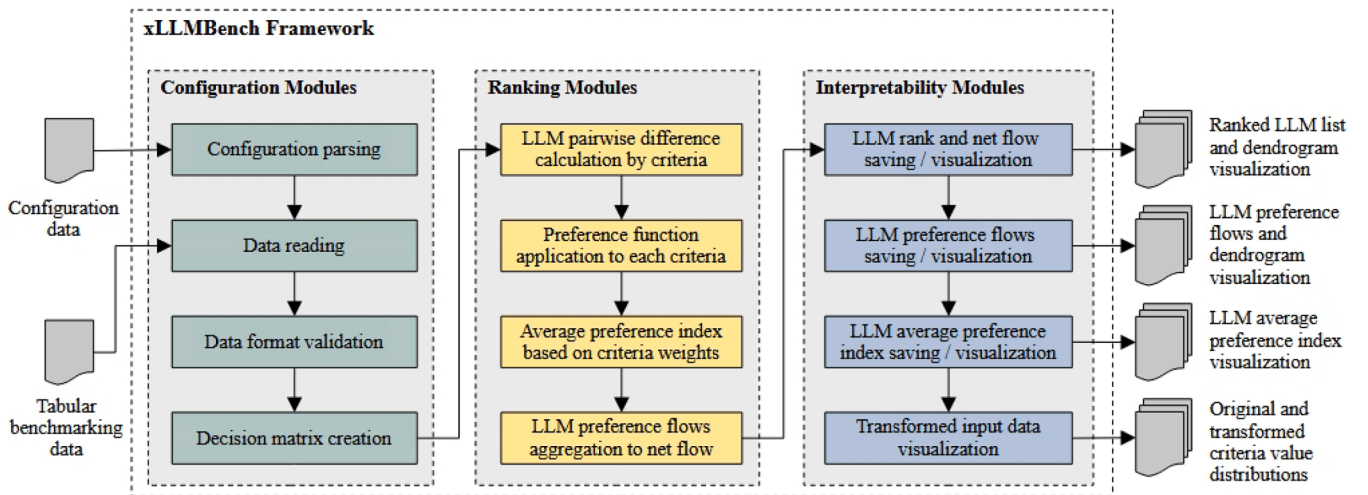 xLLMBench Framework
Configuration Modules
Configuration parsing
Data reading
Data format validation
Decision matrix creation
Configuration
data
Tabular
benchmarking
data
Ranking Modules
LLM pairwise difference
calculation by criteria
Preference function
application to each criteria
Average preference index
based on criteria weights
LLM preference flows
aggregation to net flow
Interpretability Modules
LLM rank and net flow
saving / visualization
LLM preference flows
saving / visualization
LLM average preference
index saving / visualization
Transformed input data
visualization
Ranked LLM list
and dendrogram
visualization
LLM preference
flows and
dendrogram
visualization
LLM average
preference index
visualization
Original and
transformed
criteria value
distributions